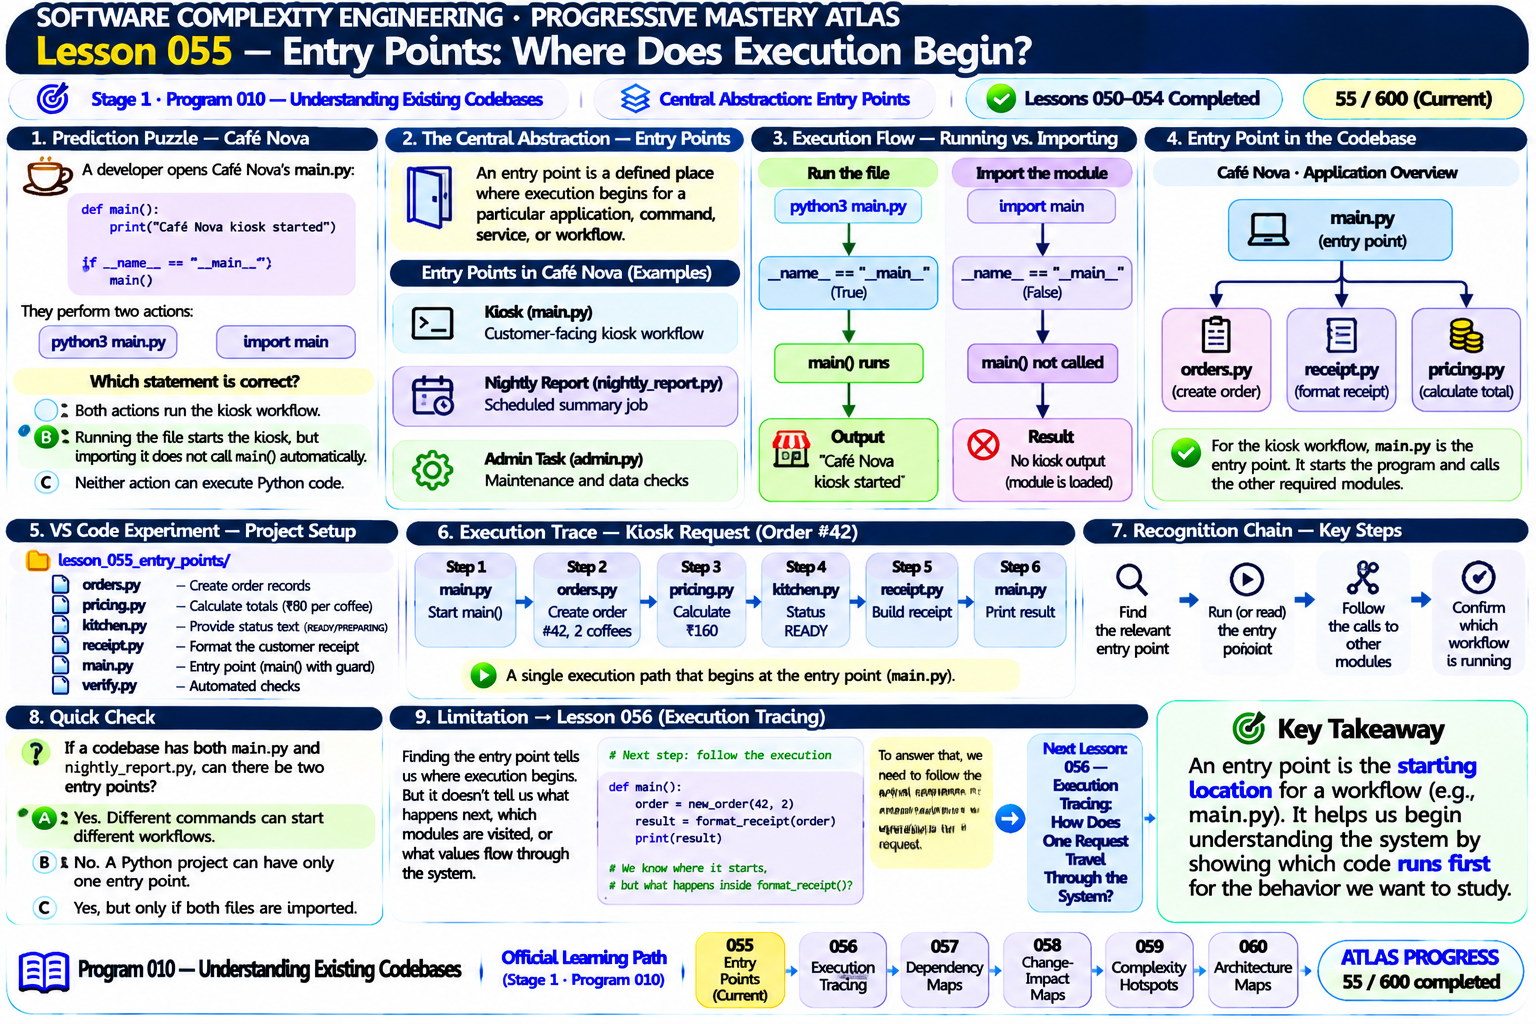 SOFTWARE COMPLEXITY ENGINEERING · PROGRESSIVE MASTERY ATLAS
Lesson 055 — Entry Points: Where Does Execution Begin?
Stage 1 · Program 010 — Understanding Existing Codebases
Central Abstraction: Entry Points
Lessons 050–054 Completed
55 / 600 (Current)
1. Prediction Puzzle — Café Nova
A developer opens Café Nova's main.py:
def main():
print("Café Nova kiosk started")
if __name__ == "__main__")
main()
They perform two actions:
python3 main.py
import main
Which statement is correct?
Both actions run the kiosk workflow.
B
Running the file starts the kiosk, but
importing it does not call main() automatically.
C
Neither action can execute Python code.
2. The Central Abstraction — Entry Points
An entry point is a defined place
where execution begins for a
particular application, command,
service, or workflow.
Entry Points in Café Nova (Examples)
Kiosk (main.py)
Customer-facing kiosk workflow
Nightly Report (nightly_report.py)
Scheduled summary job
Admin Task (admin.py)
Maintenance and data checks
3. Execution Flow — Running vs. Importing
Run the file
python3 main.py
__name__ == "__main__"
(True)
main() runs
Output
"Café Nova
kiosk started"
Import the module
import main
__name__ == "__main__"
(False)
main() not called
Result
No kiosk output
(module is loaded)
4. Entry Point in the Codebase
Café Nova · Application Overview
main.py
(entry point)
orders.py
(create order)
receipt.py
(format receipt)
pricing.py
(calculate total)
For the kiosk workflow, main.py is the
entry point. It starts the program and calls
the other required modules.
5. VS Code Experiment — Project Setup
lesson_055_entry_points/
orders.py — Create order records
pricing.py — Calculate totals (₹80 per coffee)
kitchen.py — Provide status text (READY/PREPARING)
receipt.py — Format the customer receipt
main.py — Entry point (main() with guard)
verify.py — Automated checks
6. Execution Trace — Kiosk Request (Order #42)
Step 1
main.py
Start main()
Step 2
orders.py
Create order
#42, 2 coffees
Step 3
pricing.py
Calculate
₹160
Step 4
kitchen.py
Status
READY
Step 5
receipt.py
Build receipt
Step 6
main.py
Print result
A single execution path that begins at the entry point (main.py).
7. Recognition Chain — Key Steps
Find
the relevant
entry point
Run (or read)
the entry
Follow
the calls to
other
modules
Confirm
which
workflow
is running
8. Quick Check
?
If a codebase has both main.py and
nightly_report.py, can there be two
entry points?
A
Yes. Different commands can start
different workflows.
B
No. A Python project can have only
one entry point.
C
Yes, but only if both files are imported.
9. Limitation → Lesson 056 (Execution Tracing)
Finding the entry point tells
us where execution begins.
But it doesn't tell us what
happens next, which
modules are visited, or
what values flow through
the system.
# Next step: follow the execution
def main():
order = new_order(42, 2)
result = format_receipt(order)
print(result)
# We know where it starts,
# but what happens inside format_receipt()?
To answer that, we
need to follow the
request.
Next Lesson:
056 —
Execution
Tracing:
How Does
One Request
Travel
Through the
System?
Key Takeaway
An entry point is the starting
location for a workflow (e.g.,
main.py). It helps us begin
understanding the system by
showing which code runs first
for the behavior we want to study.
Program 010 — Understanding Existing Codebases
Official Learning Path
(Stage 1 · Program 010)
055
Entry
Points
(Current)
056
Execution
Tracing
057
Dependency
Maps
058
Change-
Impact
Maps
059
Complexity
Hotspots
060
Architecture
Maps
ATLAS PROGRESS
55 / 600 completed